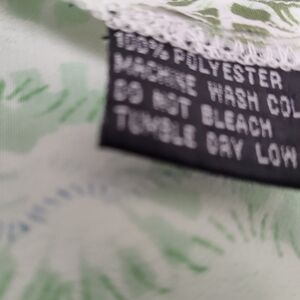 100% POLYESTER
MACHINE WASH COL
DO NOT BLEACH
TUMBLE DRY LOW